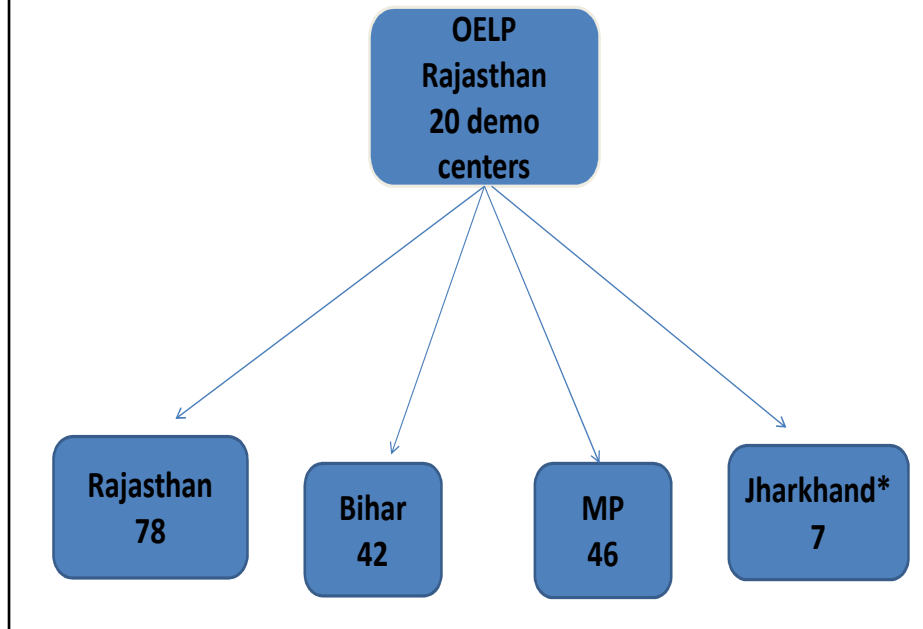 OELP
Rajasthan
20 demo
centers
Rajasthan
78
Bihar
42
MP
46
Jharkhand*
7